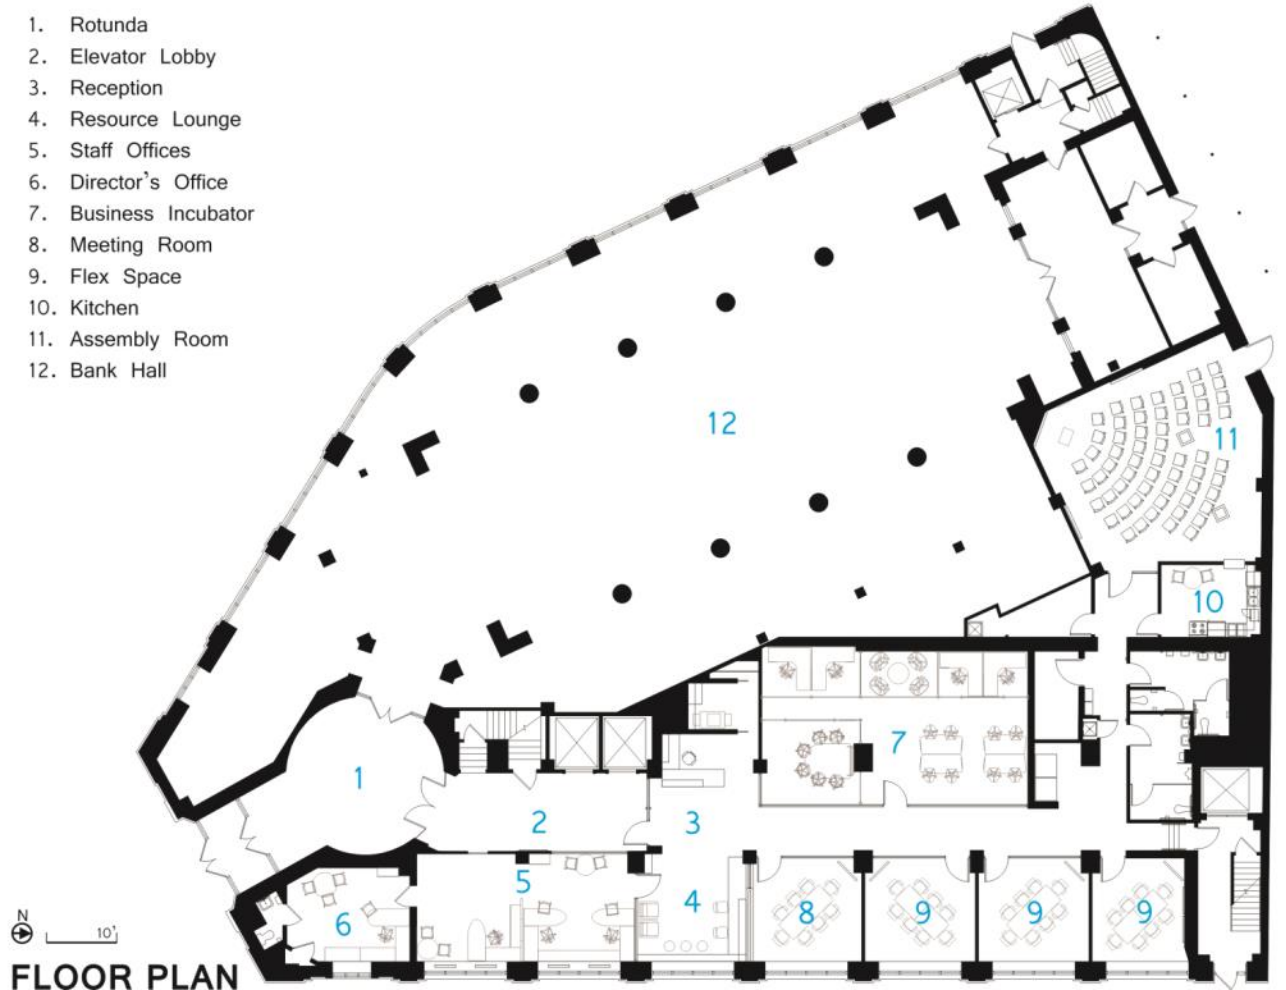 1. Rotunda
2. Elevator Lobby
3. Reception
4. Resource Lounge
5. Staff Offices
6. Director's Office
7. Business Incubator
8. Meeting Room
9. Flex Space
10. Kitchen
11. Assembly Room
12. Bank Hall
12
11
10
7
1
2
3
5
4
6
8
9
9
9
N
10'
FLOOR PLAN